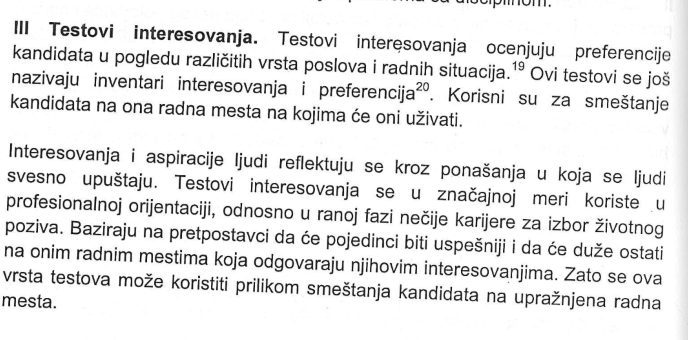 disciplinom.
III Testovi interesovanja. Testovi interesovanja ocenjuju preferencije
kandidata u pogledu različitih vrsta poslova i radnih situacija.19 Ovi testovi se još
nazivaju inventari interesovanja i preferencija20. Korisni su za smeštanje
kandidata na ona radna mesta na kojima će oni uživati.
Interesovanja i aspiracije ljudi reflektuju se kroz ponašanja u koja se ljudi
svesno upuštaju. Testovi interesovanja se u značajnoj meri koriste u
profesionalnoj orijentaciji, odnosno u ranoj fazi nečije karijere za izbor životnog
poziva. Baziraju na pretpostavci da će pojedinci biti uspešniji i da će duže ostati
na onim radnim mestima koja odgovaraju njihovim interesovanjima. Zato se ova
vrsta testova može koristiti prilikom smeštanja kandidata na upražnjena radna
mesta.